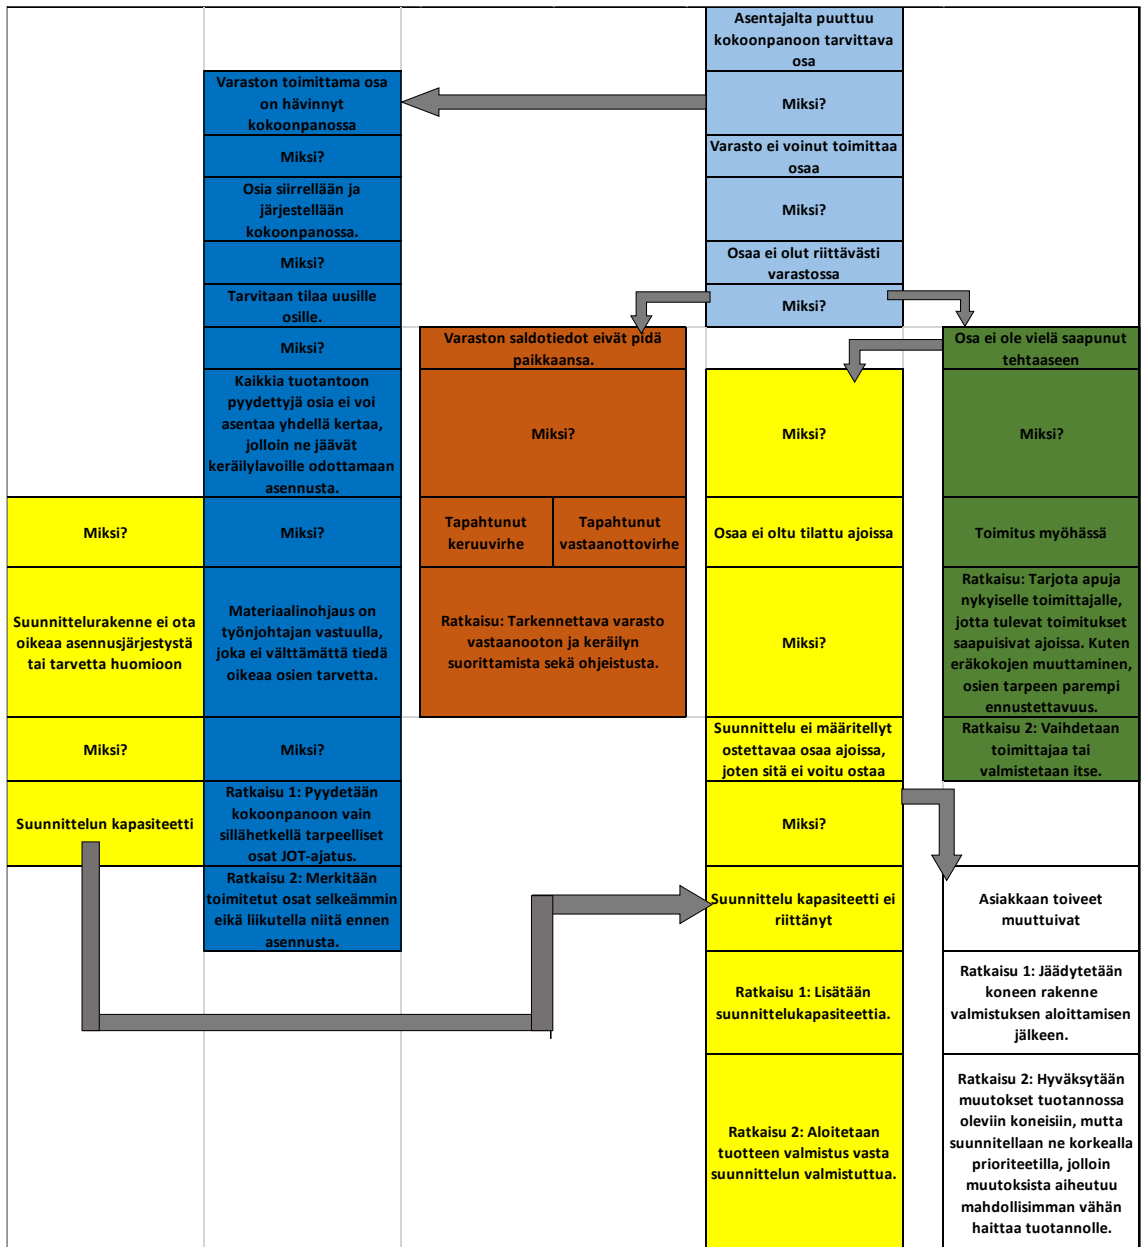 Asentajalta puuttuu
kokoonpanoon tarvittava
osa
Miksi?
Varasto ei voinut toimittaa
osaa
Miksi?
Osaa ei olut riittävästi
varastossa
Miksi?
Varaston toimittama osa
on hävinnyt
kokoonpanossa
Miksi?
Osia siirrellään ja
järjestellään
kokoonpanossa.
Miksi?
Tarvitaan tilaa uusille
osille.
Miksi?
Kaikkia tuotantoon
pyydettyjä osia ei voi
asentaa yhdellä kertaa,
jolloin ne jäävät
keräilylavoille odottamaan
asennusta.
Miksi?
Materiaalinohjaus on
työnjohtajan vastuulla,
joka ei välttämättä tiedä
oikeaa osien tarvetta.
Miksi?
Ratkaisu 1: Pyydetään
kokoonpanoon vain
sillähetkellä tarpeelliset
osat JOT-ajatus.
Ratkaisu 2: Merkitään
toimitetut osat selkeämmin
eikä liikutella niitä ennen
asennusta.
Miksi?
Suunnittelurakenne ei ota
oikeaa asennusjärjestystä
tai tarvetta huomioon
Miksi?
Suunnittelun kapasiteetti
Varaston saldotiedot eivät pidä
paikkaansa.
Miksi?
Tapahtunut
keruuvirhe
Tapahtunut
vastaanottovirhe
Ratkaisu: Tarkennettava varasto
vastaanooton ja keräilyn
suorittamista sekä ohjeistusta.
Miksi?
Osaa ei oltu tilattu ajoissa
Miksi?
Suunnittelu ei määritellyt
ostettavaa osaa ajoissa,
joten sitä ei voitu ostaa
Miksi?
Suunnittelu kapasiteetti ei
riittänyt
Ratkaisu 1: Lisätään
suunnittelukapasiteettia.
Ratkaisu 2: Aloitetaan
tuotteen valmistus vasta
suunnittelun valmistuttua.
Osa ei ole vielä saapunut
tehtaaseen
Miksi?
Toimitus myöhässä
Ratkaisu: Tarjota apuja
nykyiselle toimittajalle,
jotta tulevat toimitukset
saapuisivat ajoissa. Kuten
eräkokojen muuttaminen,
osien tarpeen parempi
ennustettavuus.
Ratkaisu 2: Vaihdetaan
toimittajaa tai
valmistetaan itse.
Asiakkaan toiveet
muuttuivat
Ratkaisu 1: Jäädytetään
koneen rakenne
valmistuksen aloittamisen
jälkeen.
Ratkaisu 2: Hyväksytään
muutokset tuotannossa
oleviin koneisiin, mutta
suunnitellaan ne korkealla
prioriteetilla, jolloin
muutoksista aiheutuu
mahdollisimman vähän
haittaa tuotannolle.